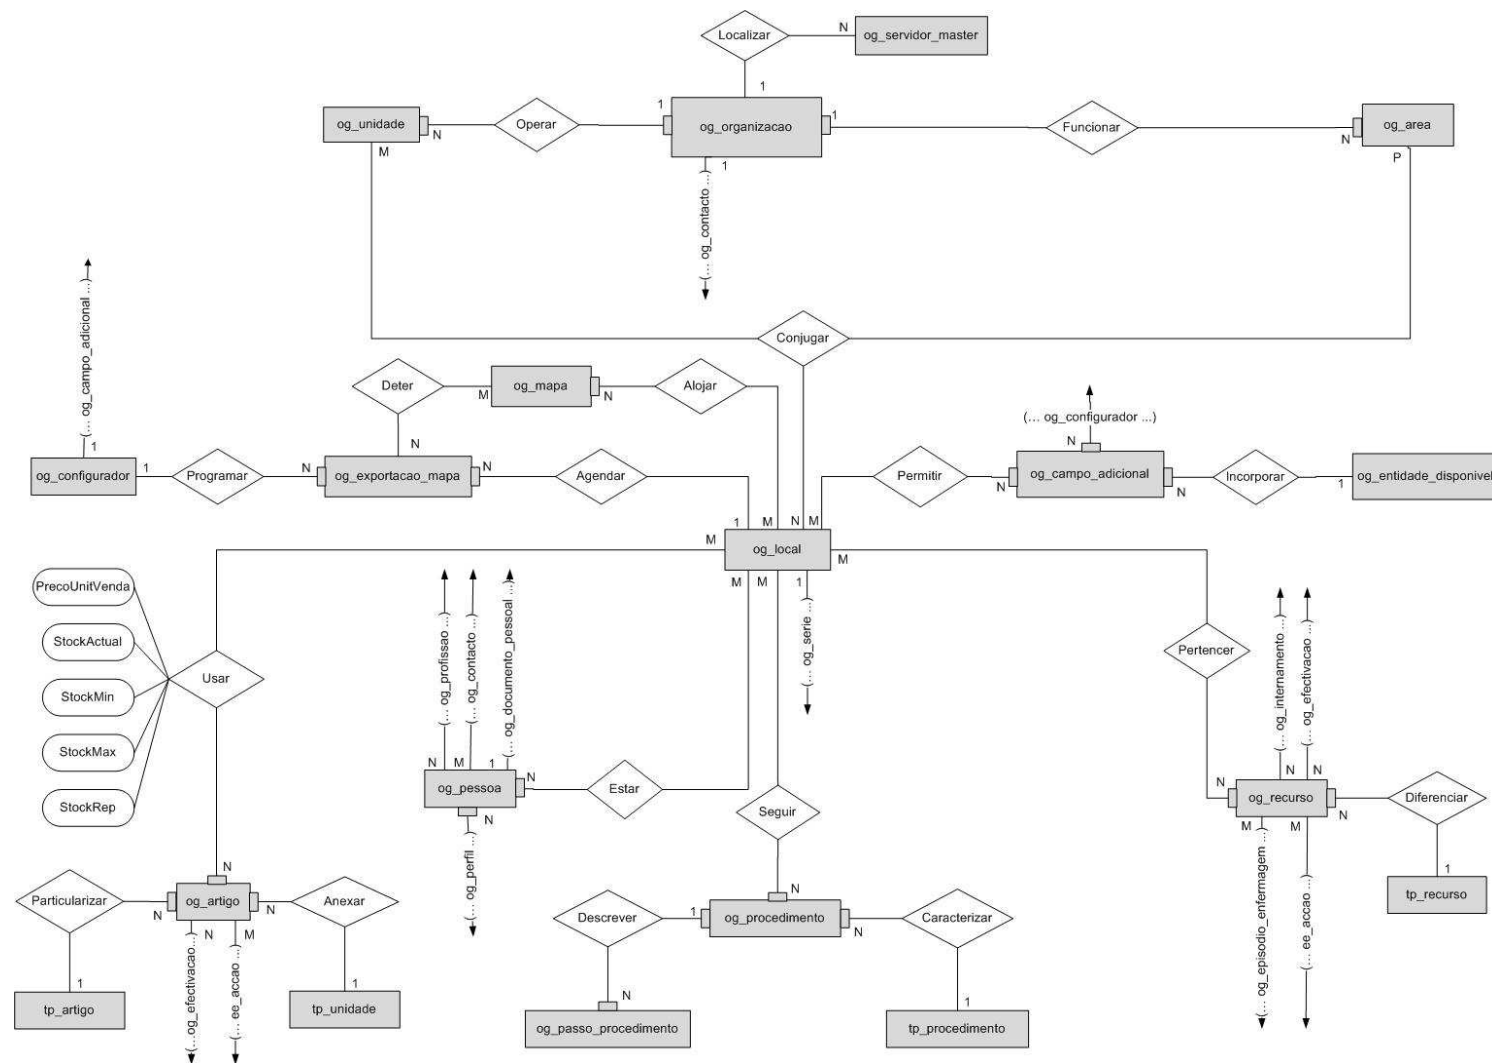 Localizar
N
og_servidor_master
1
og_unidade
N
Operar
1
og_organizacao
1
Funcionar
N
og_area
M
1
P
(... og_contacto ...)
(... og_campo_adicional ...)
Conjugar
Deter
M
og_mapa
N
Alojar
(... og_configurador ...)
1
N
N
og_configurador
1
Programar
N
og_exportacao_mapa
N
Agendar
Permitir
N
og_campo_adicional
N
Incorporar
1
og_entidade_disponivel
1
M
N
M
M
og_local
M
M
M
1
PrecoUnitVenda
StockActual
StockMin
StockMax
StockRep
Usar
(... og_profissao ...)
(... og_contacto ...)
(... og_documento_pessoal ...)
(... og_serie ...)
Pertencer
(... og_internamento ...)
(... og_efectivacao ...)
N
M
1
og_pessoa
N
Estar
N
(... og_perfil ...)
Seguir
N
N
N
og_recurso
N
Diferenciar
M
M
1
tp_recurso
(... og_episodio_enfermagem ...)
(... ee_accao ...)
N
Particularizar
N
og_artigo
N
Anexar
N
M
1
tp_artigo
1
tp_unidade
(... og_efectivacao...)
(... ee_accao ...)
N
Descrever
1
og_procedimento
N
Caracterizar
N
og_passo_procedimento
1
tp_procedimento